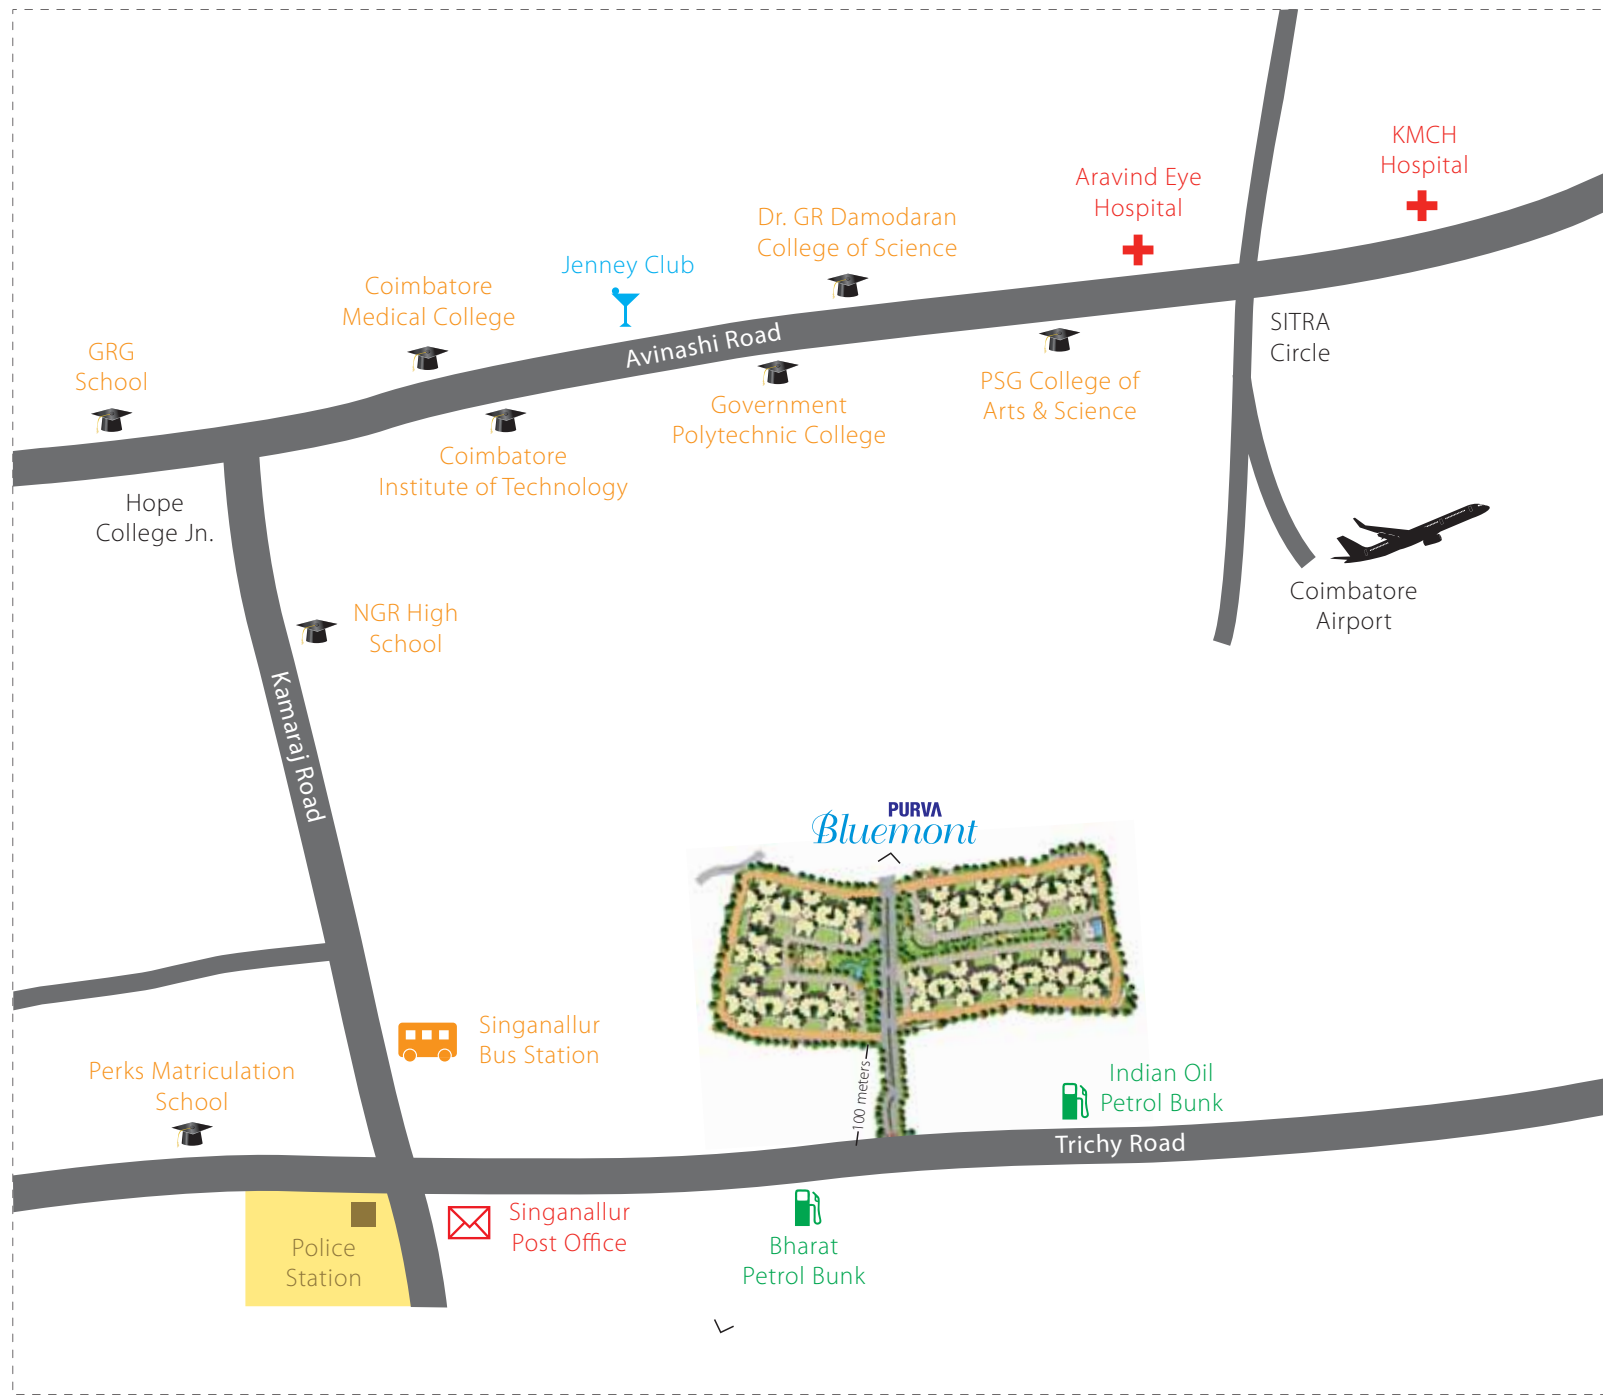 KMCH
Hospital
Aravind Eye
Hospital
Dr. GR Damodaran
College of Science
Jenney Club
Coimbatore
Medical College
GRG
School
Avinashi Road
SITRA
Circle
PSG College of
Arts & Science
Government
Polytechnic College
Coimbatore
Institute of Technology
Hope
College Jn.
Coimbatore
Airport
NGR High
School
Kamaraj Road
PURVA
Bluemont
Singanallur
Bus Station
Perks Matriculation
School
100 meters
Indian Oil
Petrol Bunk
Trichy Road
Singanallur
Post Office
Police
Station
Bharat
Petrol Bunk